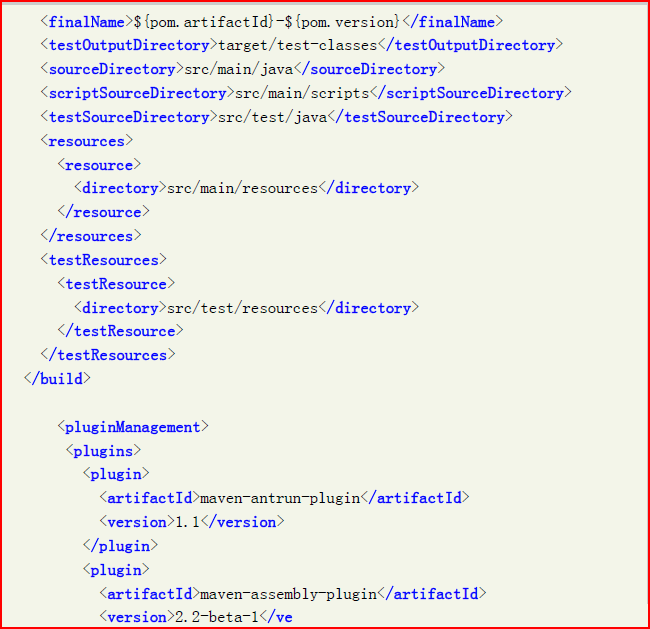 <finalName>${pom.artifactId}-${pom.version}</finalName>
<testOutputDirectory>target/test-classes</testOutputDirectory>
<sourceDirectory>src/main/java</sourceDirectory>
<scriptSourceDirectory>src/main/scripts</scriptSourceDirectory>
<testSourceDirectory>src/test/java</testSourceDirectory>
<resources>
<resource>
<directory>src/main/resources</directory>
</resource>
</resources>
<testResources>
<testResource>
<directory>src/test/resources</directory>
</testResource>
</testResources>
</build>
<pluginManagement>
<plugins>
<plugin>
<artifactId>maven-antrun-plugin</artifactId>
<version>1.1</version>
</plugin>
<plugin>
<artifactId>maven-assembly-plugin</artifactId>
<version>2.2-beta-1</ve